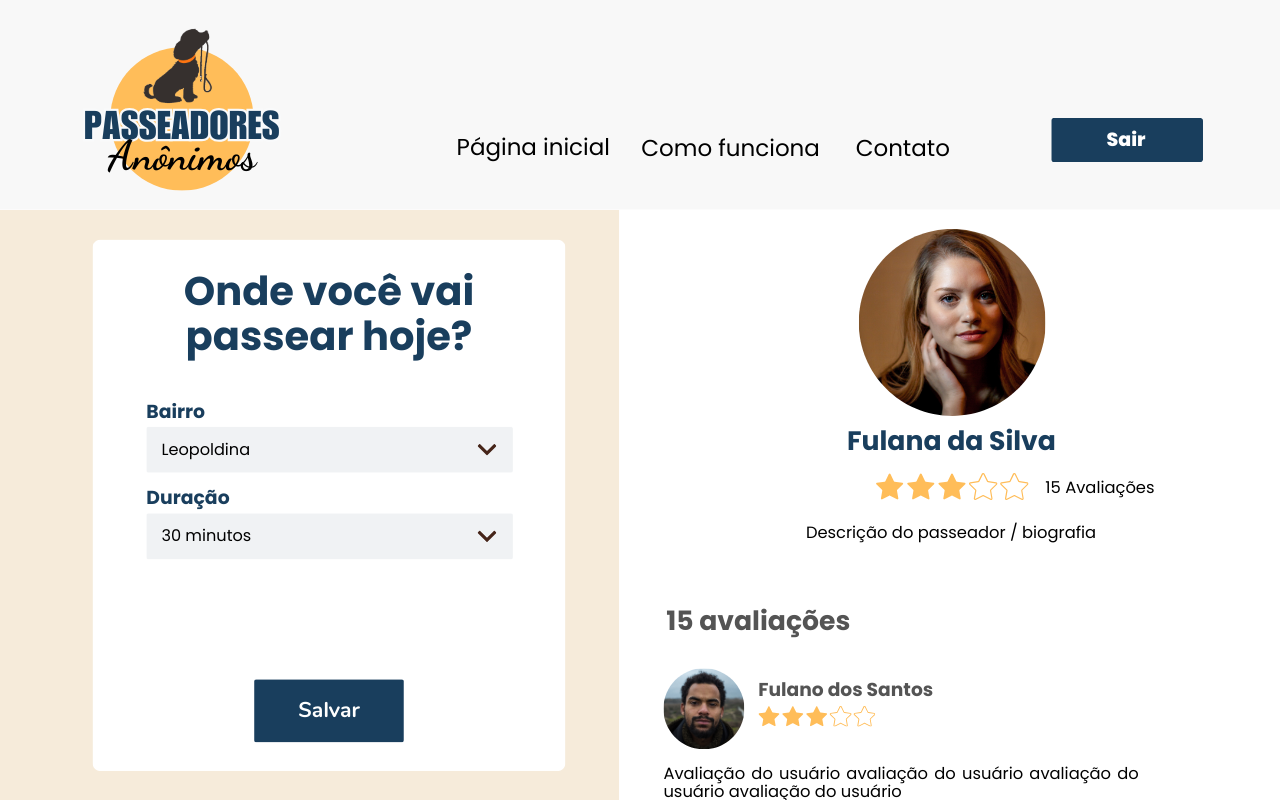 PASSEADORES
Anônimos
Página inicial
Como funciona
Contato
Sair
Onde você vai
passear hoje?
Bairro
Leopoldina
Duração
30 minutos
Salvar
Fulana da Silva
15 Avaliações
Descrição do passeador / biografia
15 avaliações
Fulano dos Santos
Avaliação do usuário avaliação do usuário avaliação do
usuário avaliação do usuário